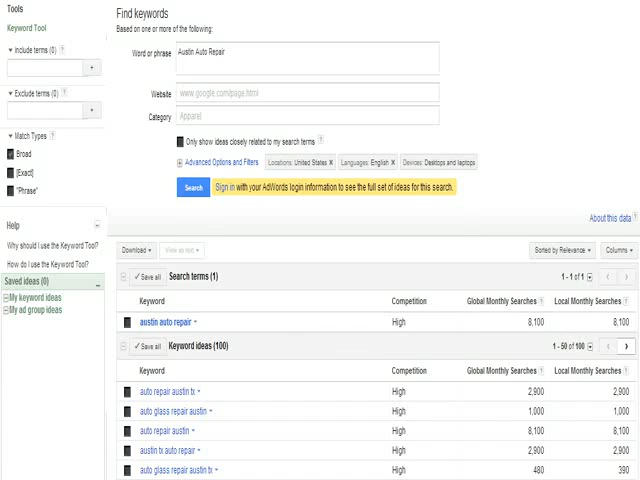 Tools
Keyword Tool
Include terms (0) ?
+
Exclude terms (0) ?
+
Match Types ?
Broad
[Exact]
"Phrase"
Help
Why should I use the Keyword Tool?
How do I use the Keyword Tool?
Saved ideas (0)
My keyword ideas
My ad group ideas
Find keywords
Based on one or more of the following:
Word or phrase Austin Auto Repair
Website www.google.com/page.html
Category Apparel
Only show ideas closely related to my search terms ?
Advanced Options and Filters Locations: United States × Languages: English × Devices: Desktops and laptops
Search Sign in with your AdWords login information to see the full set of ideas for this search.
About this data ?
Download View as text Sorted by Relevance Columns
✓ Save all Search terms (1) 1 - 1 of 1
Keyword Competition Global Monthly Searches ? Local Monthly Searches ?
austin auto repair High 8,100 8,100
✓ Save all Keyword ideas (100) 1 - 50 of 100
Keyword Competition Global Monthly Searches ? Local Monthly Searches ?
auto repair austin tx High 2,900 2,900
auto glass repair austin High 1,000 1,000
auto repair austin High 8,100 8,100
austin tx auto repair High 2,900 2,900
auto glass repair austin tx High 480 390